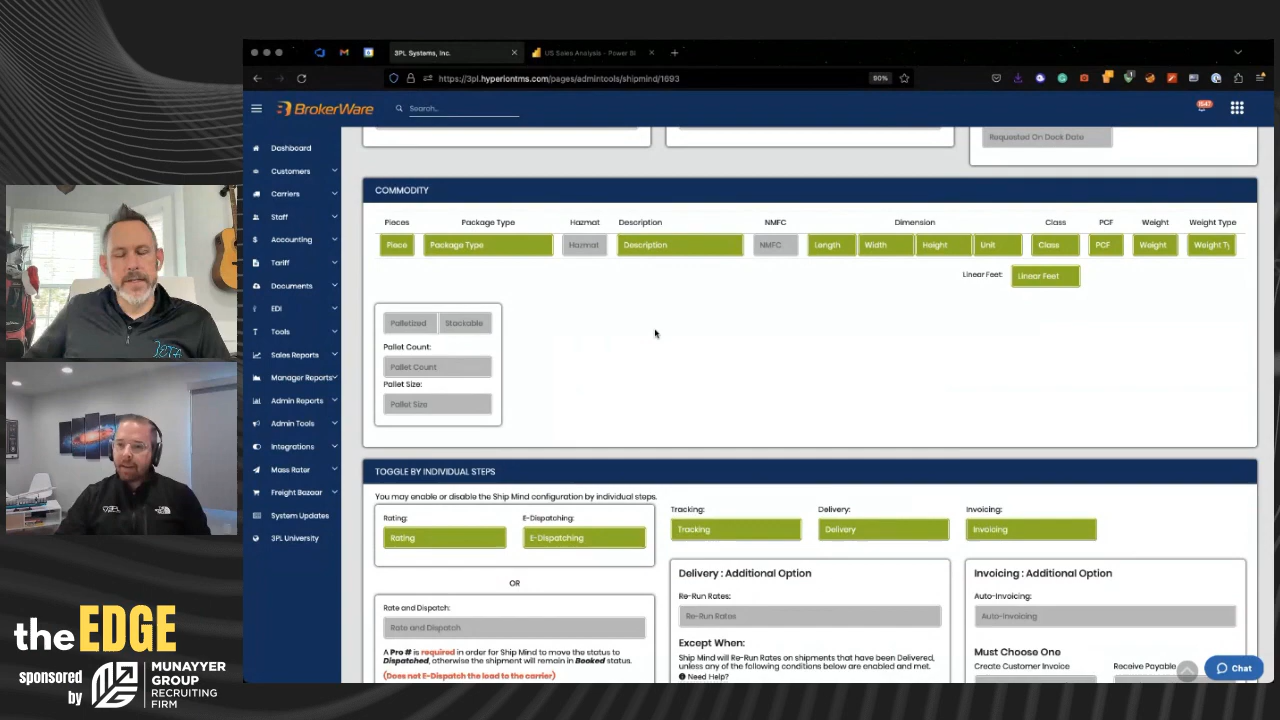 3PL Systems, Inc.
US Sales Analysis - Power BI
https://3pl.hyperiontms.com/pages/admintools/shipmind/1693
90%
BrokerWare
Search...
1547
Dashboard
Customers
Carriers
Staff
Accounting
Tariff
Documents
EDI
Tools
Sales Reports
Manager Reports
Admin Reports
Admin Tools
Integrations
Mass Rater
Freight Bazaar
System Updates
3PL University
Requested On Dock Date
COMMODITY
Pieces Package Type Hazmat Description NMFC Dimension Class PCF Weight Weight Type
Piece Package Type Hazmat Description NMFC Length Width Height Unit Class PCF Weight Weight Ty
Linear Feet: Linear Feet
Palletized Stackable
Pallet Count:
Pallet Count
Pallet Size:
Pallet Size
TOGGLE BY INDIVIDUAL STEPS
You may enable or disable the Ship Mind configuration by individual steps.
Rating: E-Dispatching:
Rating E-Dispatching
OR
Rate and Dispatch:
Rate and Dispatch
A Pro # is required in order for Ship Mind to move the status to
Dispatched, otherwise the shipment will remain in Booked status.
(Does not E-Dispatch the load to the carrier)
Tracking: Delivery: Invoicing:
Tracking Delivery Invoicing
Delivery : Additional Option
Re-Run Rates:
Re-Run Rates
Except When:
Ship Mind will Re-Run Rates on shipments that have been Delivered,
unless any of the following conditions below are enabled and met.
Need Help?
Invoicing : Additional Option
Auto-Invoicing:
Auto-Invoicing
Must Choose One
Create Customer Invoice Receive Payable
Chat
the EDGE
sponsored
by
MUNAYYER
GROUP
RECRUITING
FIRM